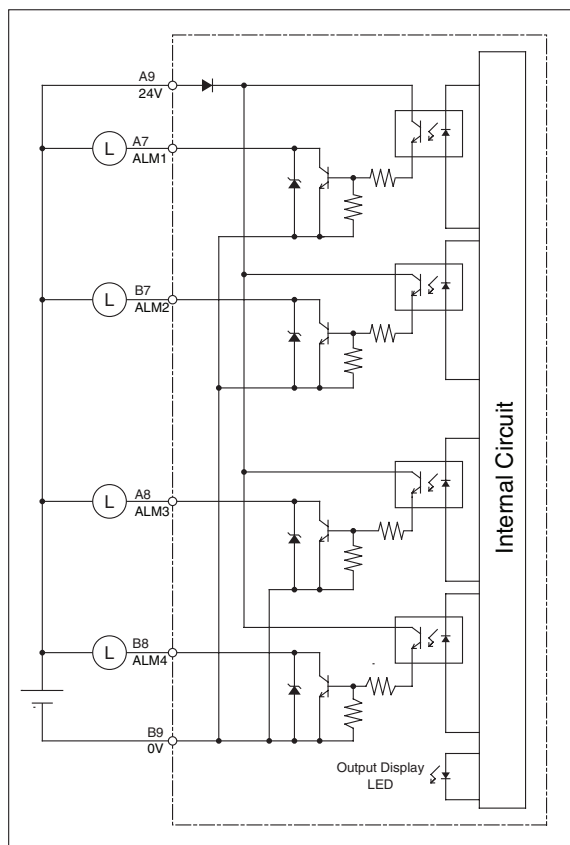 A9
24V
L
A7
ALM1
L
B7
ALM2
L
A8
ALM3
L
B8
ALM4
B9
0V
Internal Circuit
Output Display
LED